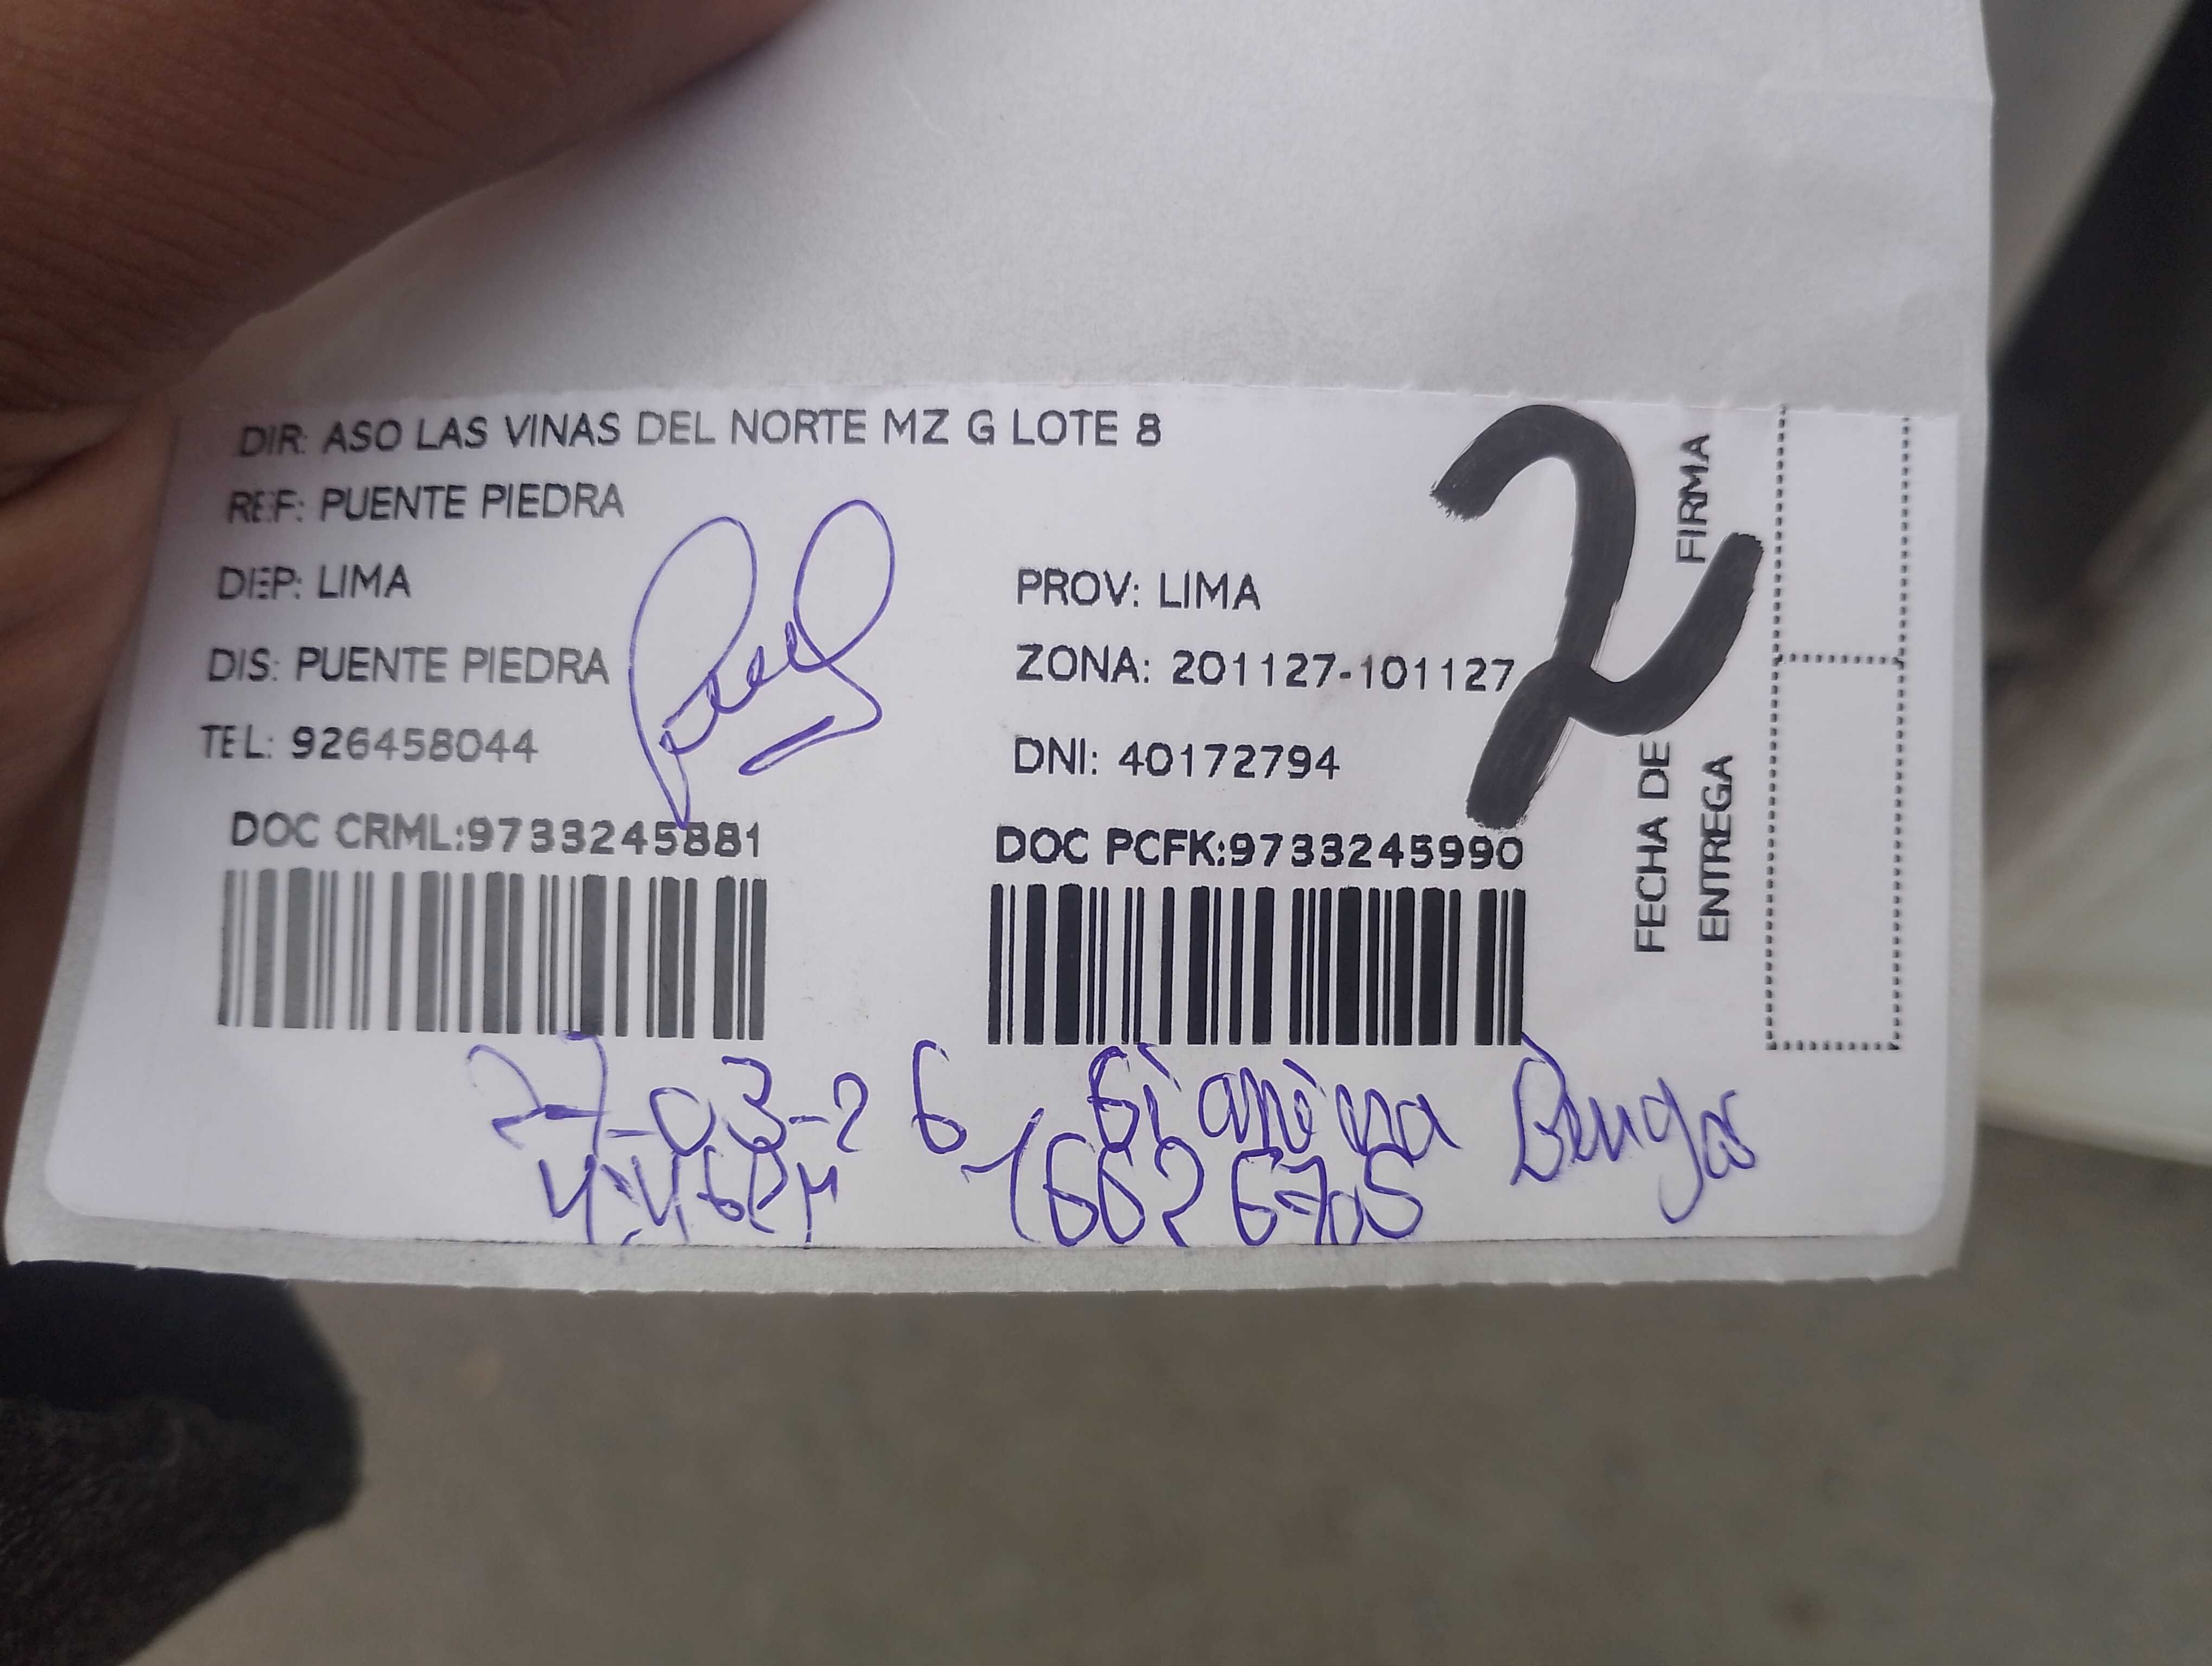 DIR: ASO LAS VINAS DEL NORTE MZ G LOTE 8
REF: PUENTE PIEDRA
DEP: LIMA
PROV: LIMA
DIS: PUENTE PIEDRA
ZONA: 201127-101127
TEL: 926458044
DNI: 40172794
DOC CRML:9733245881
DOC PCFK:9733245990
FIRMA
FECHA DE
ENTREGA
27-03-26